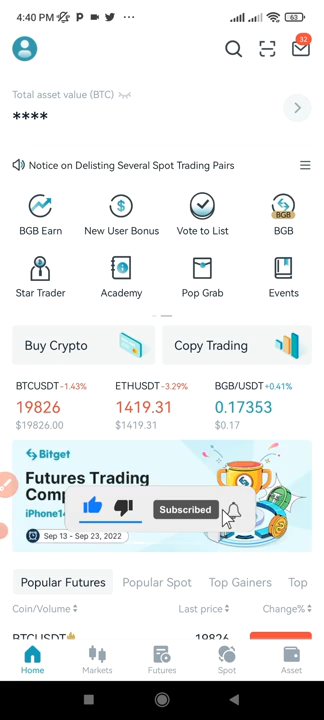 4:40 PM
63
32
Total asset value (BTC)
****
Notice on Delisting Several Spot Trading Pairs
BGB Earn
New User Bonus
Vote to List
BGB
BGB
Star Trader
Academy
Pop Grab
Events
Buy Crypto
Copy Trading
BTCUSDT -1.43%
ETHUSDT -3.29%
BGB/USDT +0.41%
19826
1419.31
0.17353
$19826.00
$1419.31
$0.17
Bitget
Futures Trading
Comp
iPhone14
Subscribed
Sep 13 - Sep 23, 2022
Popular Futures
Popular Spot
Top Gainers
Top
Coin/Volume
Last price
Change%
BTCUSDT
19826
Home
Markets
Futures
Spot
Asset